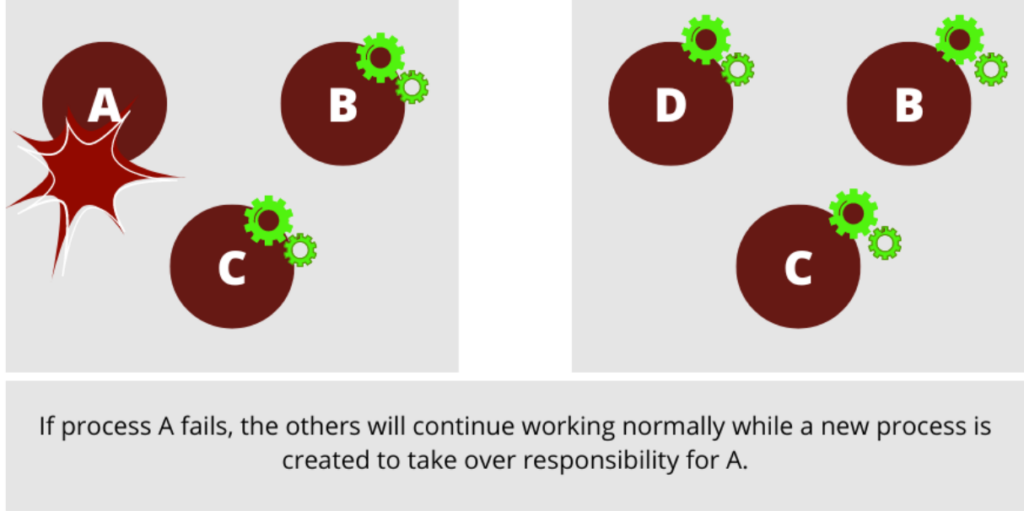 A
B
C
D
B
C
If process A fails, the others will continue working normally while a new process is
created to take over responsibility for A.